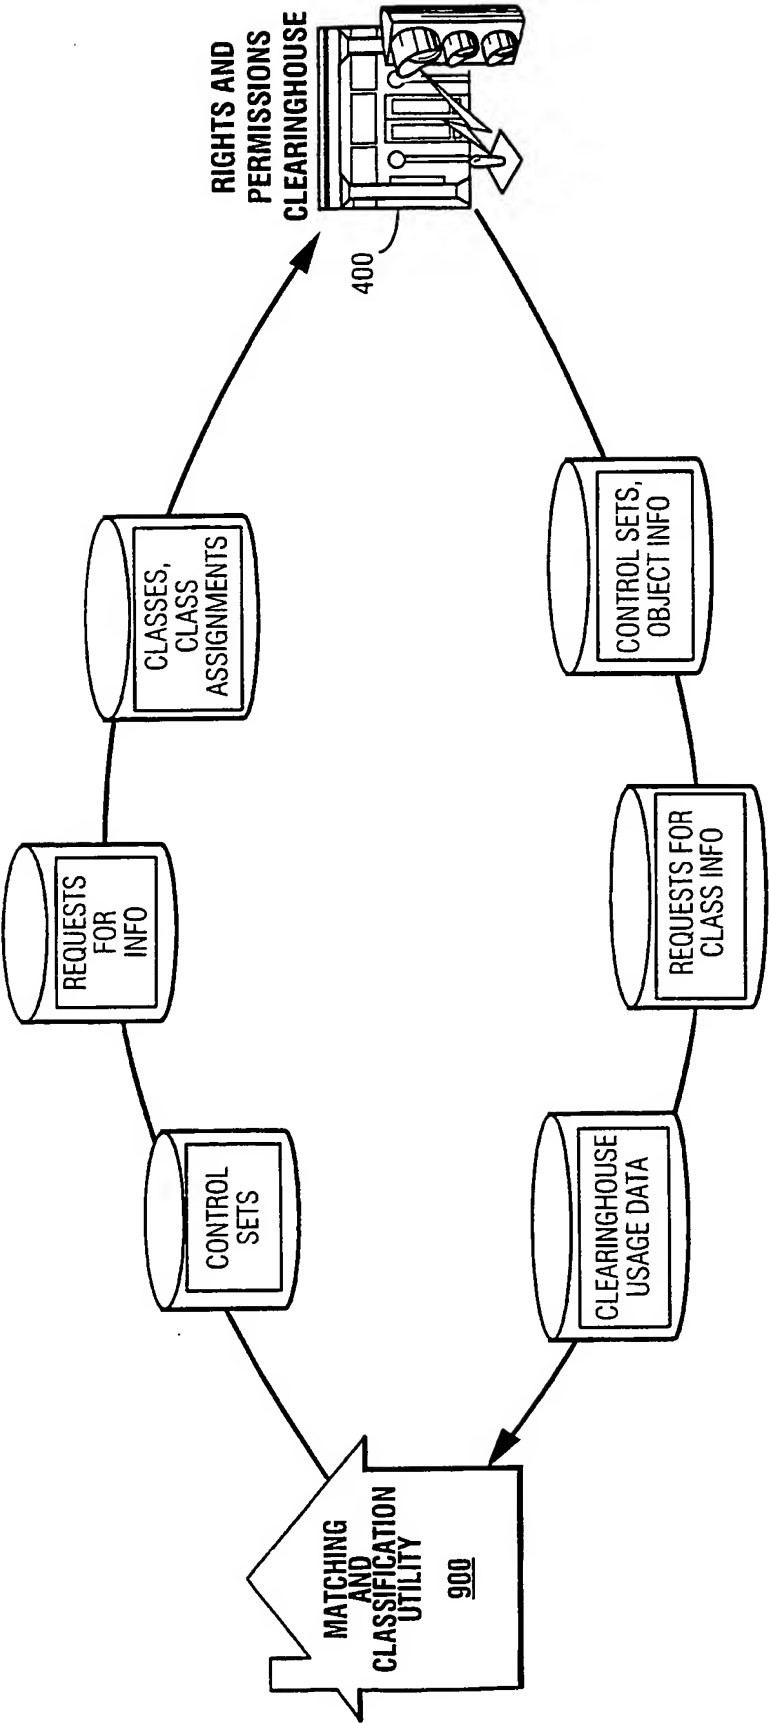 RIGHTS AND
PERMISSIONS
CLEARINGHOUSE
400
CLASSES,
CLASS
ASSIGNMENTS
REQUESTS
FOR
INFO
CONTROL
SETS
MATCHING
AND
CLASSIFICATION
UTILITY
900
CONTROL SETS,
OBJECT INFO
REQUESTS FOR
CLASS INFO
CLEARINGHOUSE
USAGE DATA